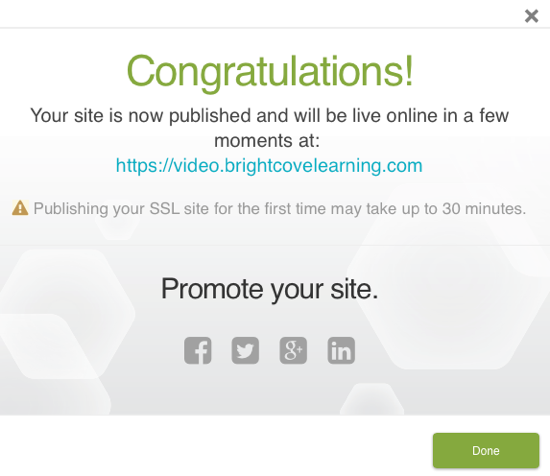 Congratulations!
Your site is now published and will be live online in a few
moments at:
https://video.brightcovelearning.com
Publishing your SSL site for the first time may take up to 30 minutes.
Promote your site.
Done